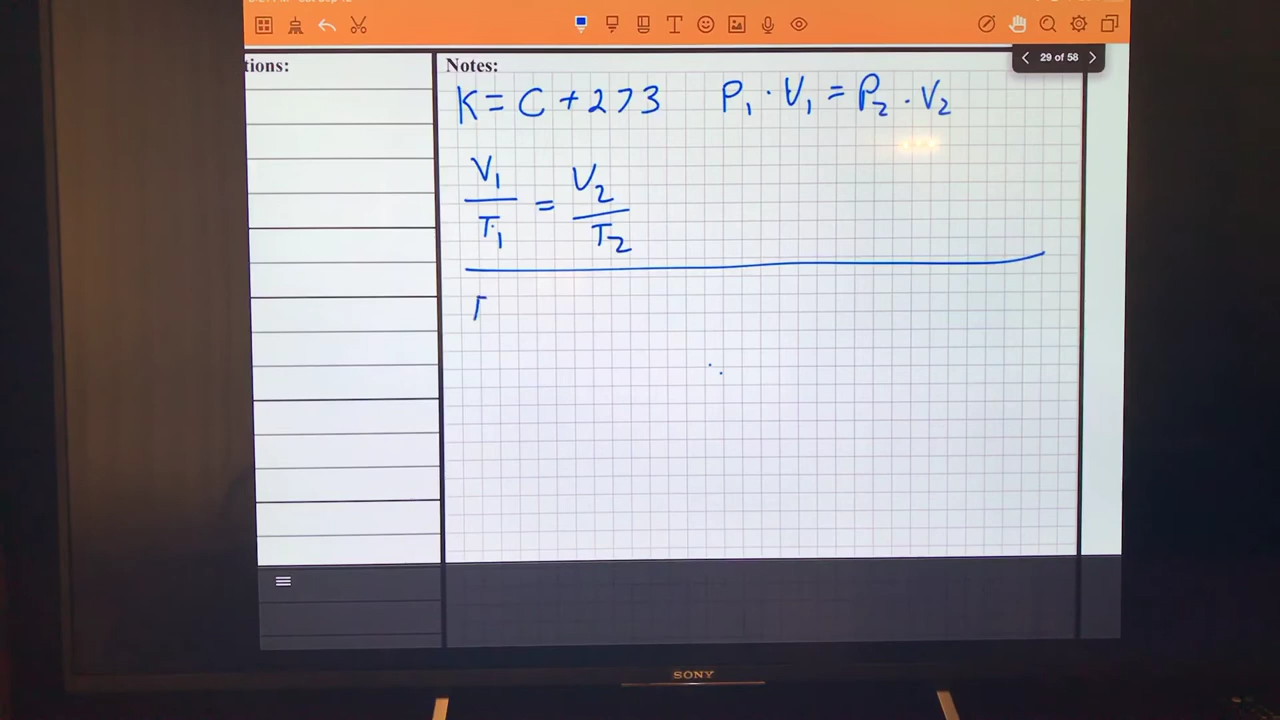 tions:
Notes:
29 of 58
K = C + 273 P₁ · V₁ = P₂ · V₂
V₁/T₁ = V₂/T₂
SONY